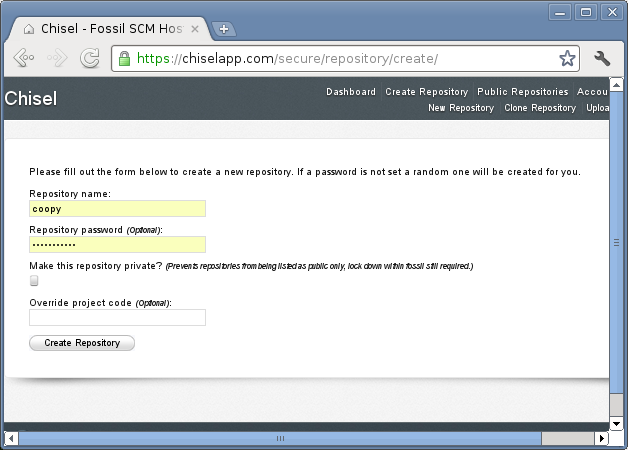 Chisel - Fossil SCM Hos
https://chiselapp.com/secure/repository/create/
Chisel
Dashboard Create Repository Public Repositories Accou
New Repository Clone Repository Uploa
Please fill out the form below to create a new repository. If a password is not set a random one will be created for you.
Repository name:
coopy
Repository password (Optional):
•••••••••••
Make this repository private? (Prevents repositories from being listed as public only, lock down within fossil still required.)
Override project code (Optional):
Create Repository